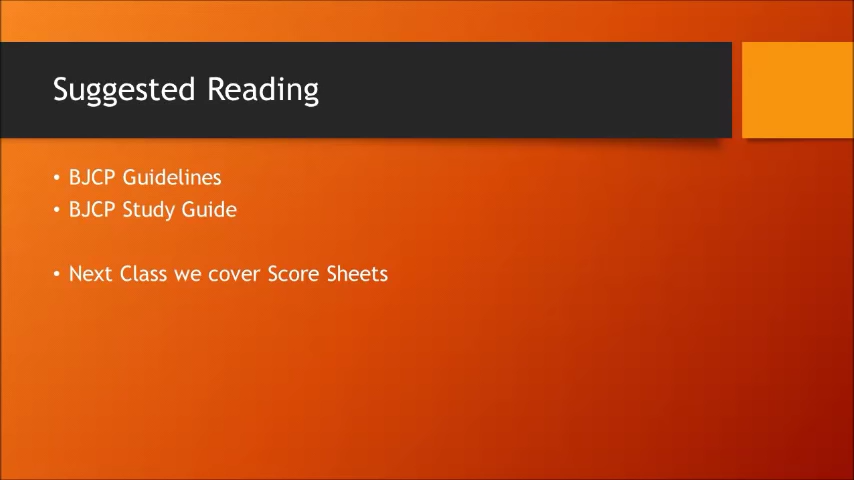 Suggested Reading
• BJCP Guidelines
• BJCP Study Guide
• Next Class we cover Score Sheets